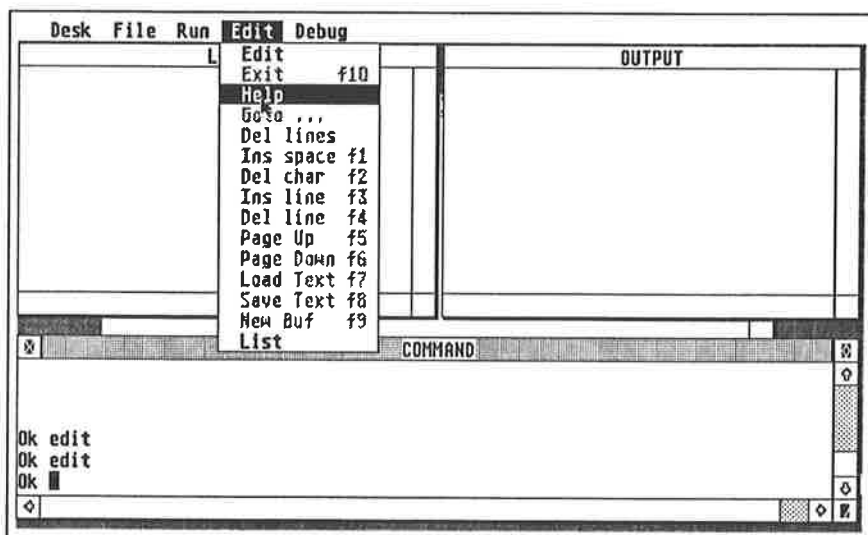 Desk File Run Edit Debug
L
OUTPUT
Edit
Exit f10
Help
Goto ...
Del lines
Ins space f1
Del char f2
Ins line f3
Del line f4
Page Up f5
Page Down f6
Load Text f7
Save Text f8
New Buf f9
List
COMMAND
Ok edit
Ok edit
Ok